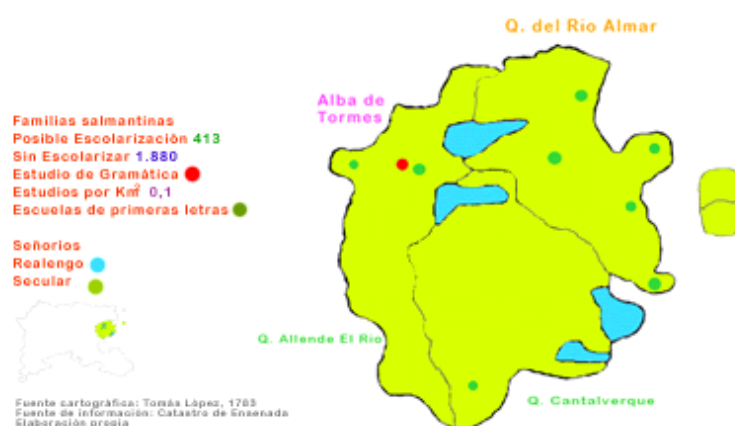 Q. del Rio Almar
Alba de
Tormes
Familias salmantinas
Posible Escolarización 413
Sin Escolarizar 1.880
Estudio de Gramática
Estudios por Km² 0,1
Escuelas de primeras letras
Señorios
Realengo
Secular
Q. Allende El Rio
Q. Cantalverque
Fuente cartográfica: Tomás López, 1783
Fuente de información: Catastro de Ensenada
Elaboración propia